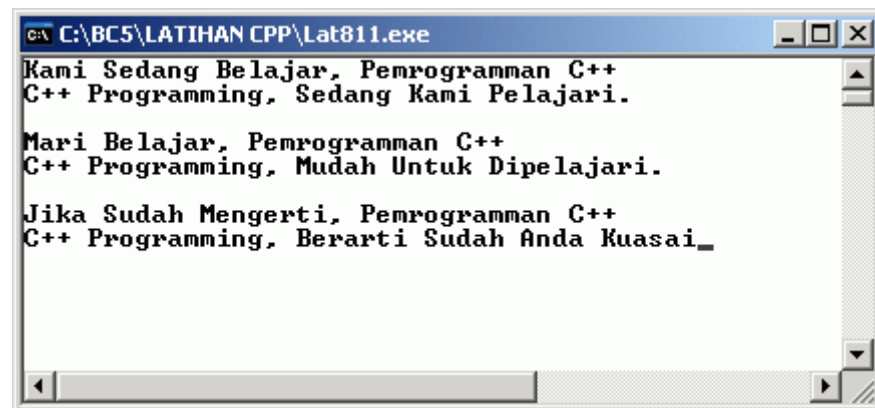 C:\BC5\LATIHAN CPP\Lat811.exe
Kami Sedang Belajar, Pemrogramman C++
C++ Programming, Sedang Kami Pelajari.
Mari Belajar, Pemrogramman C++
C++ Programming, Mudah Untuk Dipelajari.
Jika Sudah Mengerti, Pemrogramman C++
C++ Programming, Berarti Sudah Anda Kuasai_